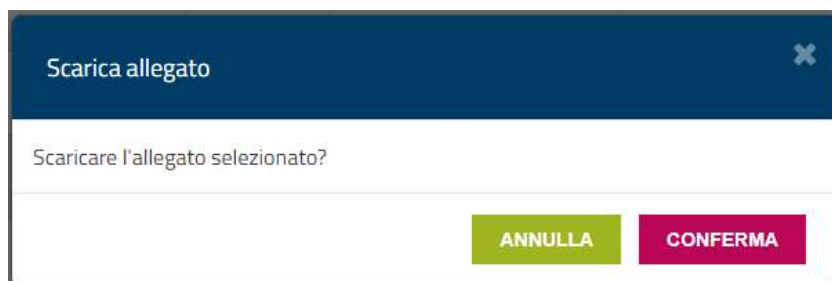 Scarica allegato
Scaricare l'allegato selezionato?
ANNULLA CONFERMA